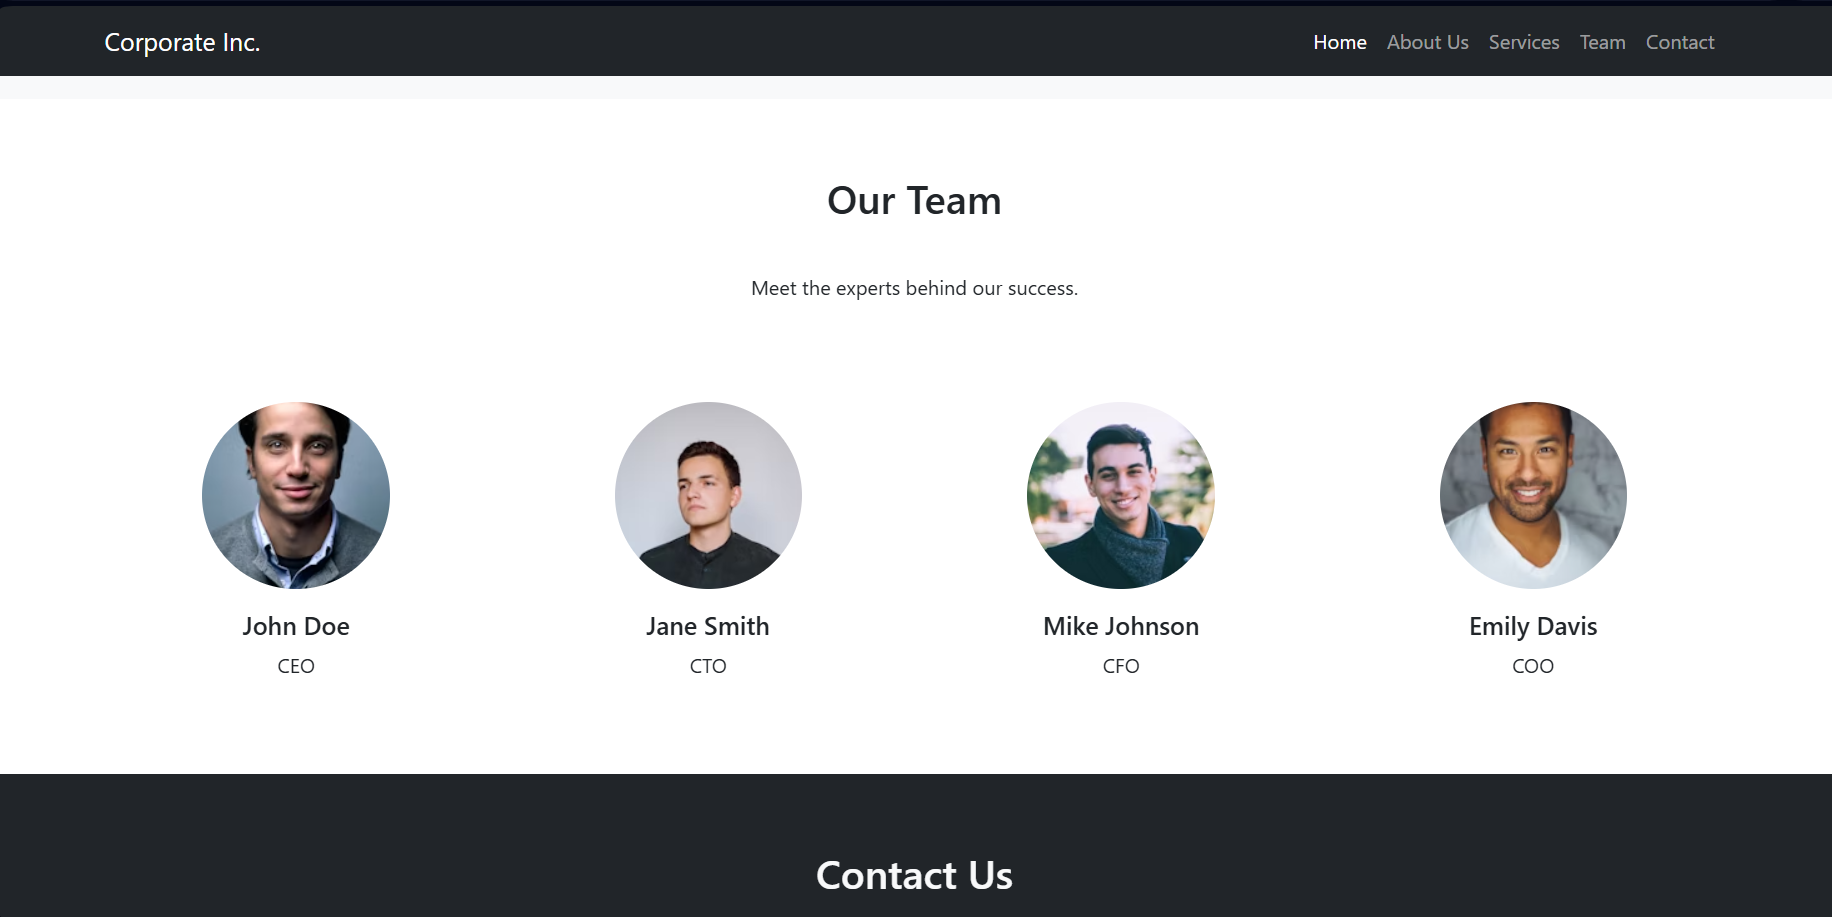 Corporate Inc.
Home About Us Services Team Contact
Our Team
Meet the experts behind our success.
John Doe
CEO
Jane Smith
CTO
Mike Johnson
CFO
Emily Davis
COO
Contact Us